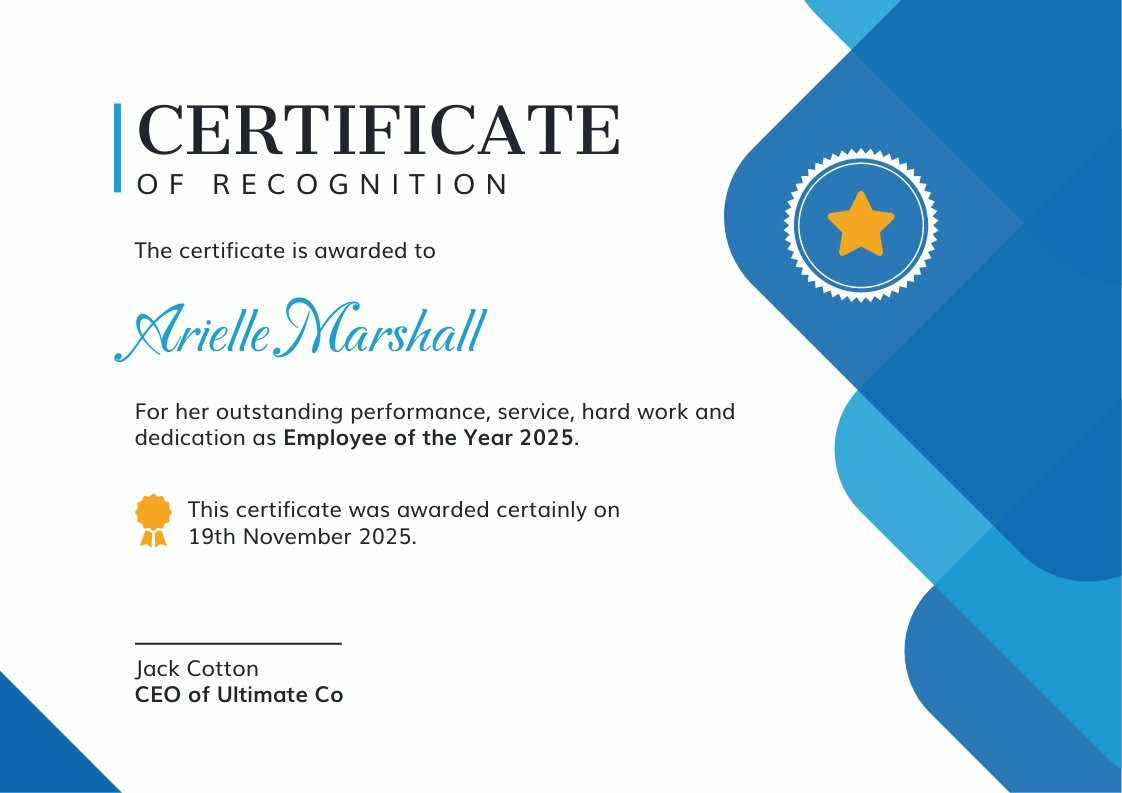 CERTIFICATE
OF RECOGNITION
The certificate is awarded to
Arielle Marshall
For her outstanding performance, service, hard work and
dedication as Employee of the Year 2025.
This certificate was awarded certainly on
19th November 2025.
Jack Cotton
CEO of Ultimate Co